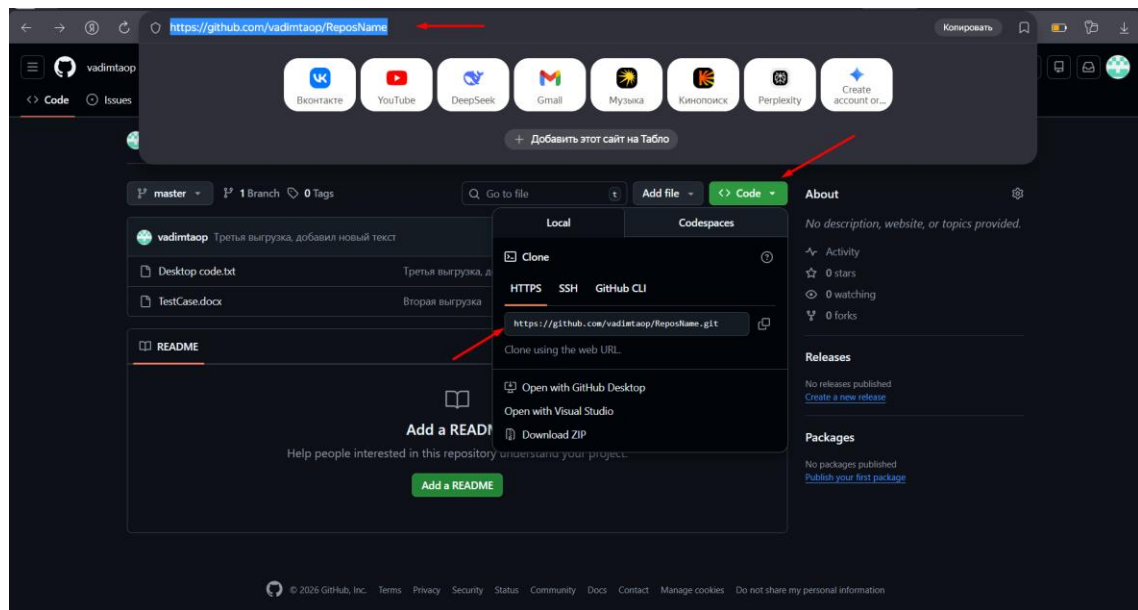 https://github.com/vadimtaop/ReposName
Копировать
vadimtaop
Вконтакте
YouTube
DeepSeek
Gmail
Музыка
Кинопоиск
Perplexity
Create account or...
Code
Issues
+ Добавить этот сайт на Табло
master
1 Branch
0 Tags
Go to file
t
Add file
Code
About
Local
Codespaces
No description, website, or topics provided.
vadimtaop Третья выгрузка, добавил новый текст
Clone
Activity
Desktop code.txt
Третья выгрузка, д
0 stars
HTTPS
SSH
GitHub CLI
0 watching
TestCase.docx
Вторая выгрузка
0 forks
https://github.com/vadimtaop/ReposName.git
README
Clone using the web URL.
Releases
No releases published
Create a new release
Open with GitHub Desktop
Open with Visual Studio
Download ZIP
Add a READ
Packages
Help people interested in this repository understand your project.
No packages published
Publish your first package
Add a README
© 2026 GitHub, Inc.
Terms
Privacy
Security
Status
Community
Docs
Contact
Manage cookies
Do not share my personal information